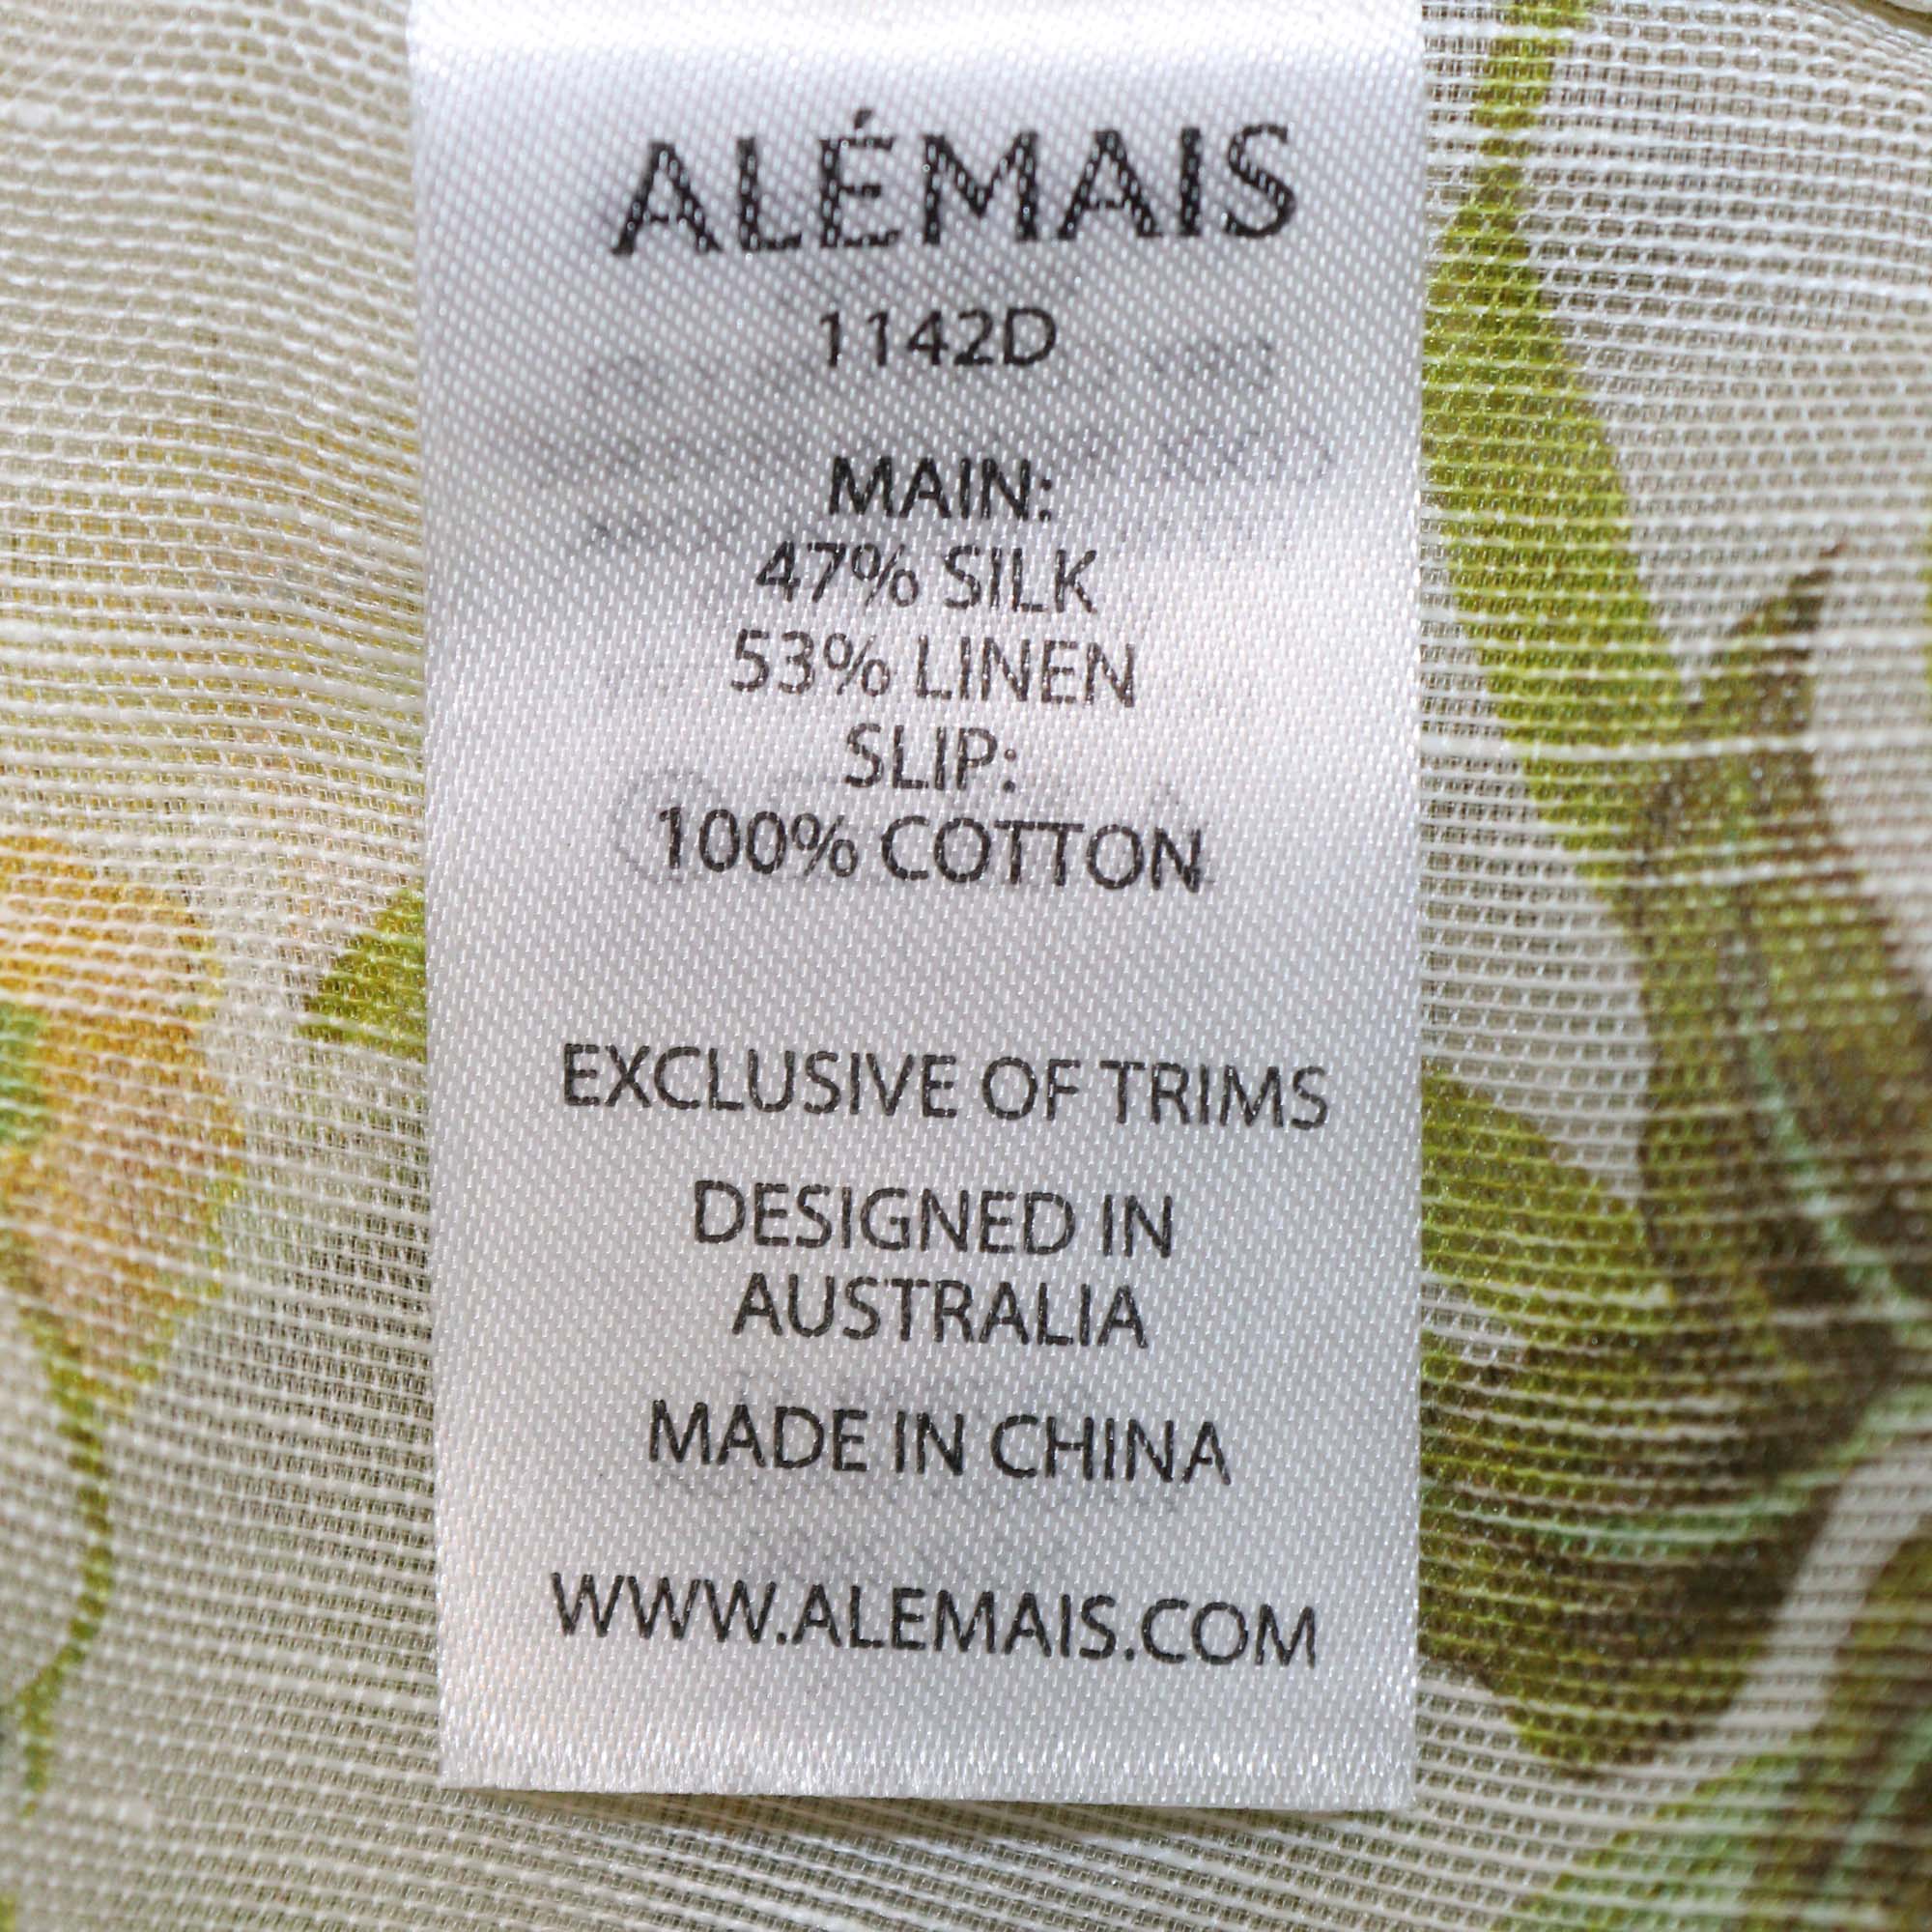 ALÉMAIS
1142D
MAIN:
47% SILK
53% LINEN
SLIP:
100% COTTON
EXCLUSIVE OF TRIMS
DESIGNED IN
AUSTRALIA
MADE IN CHINA
WWW.ALEMAIS.COM